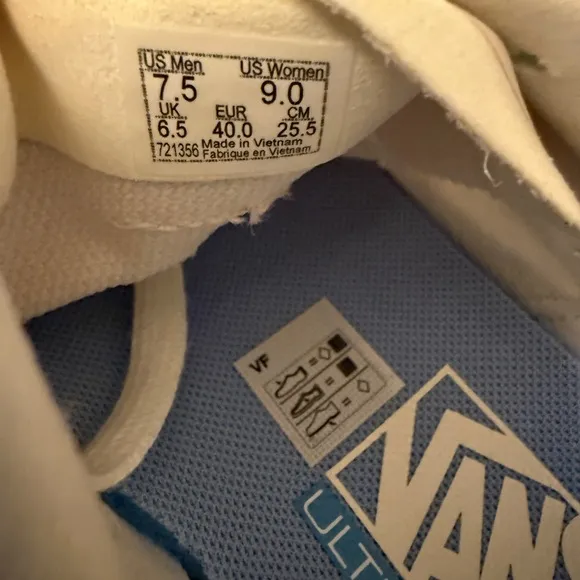 US Men US Women
7.5 9.0
UK EUR CM
6.5 40.0 25.5
721356 Made in Vietnam
Fabrique en Vietnam
VF
= ◇ ■
= ■
= ◇
VANS
ULT